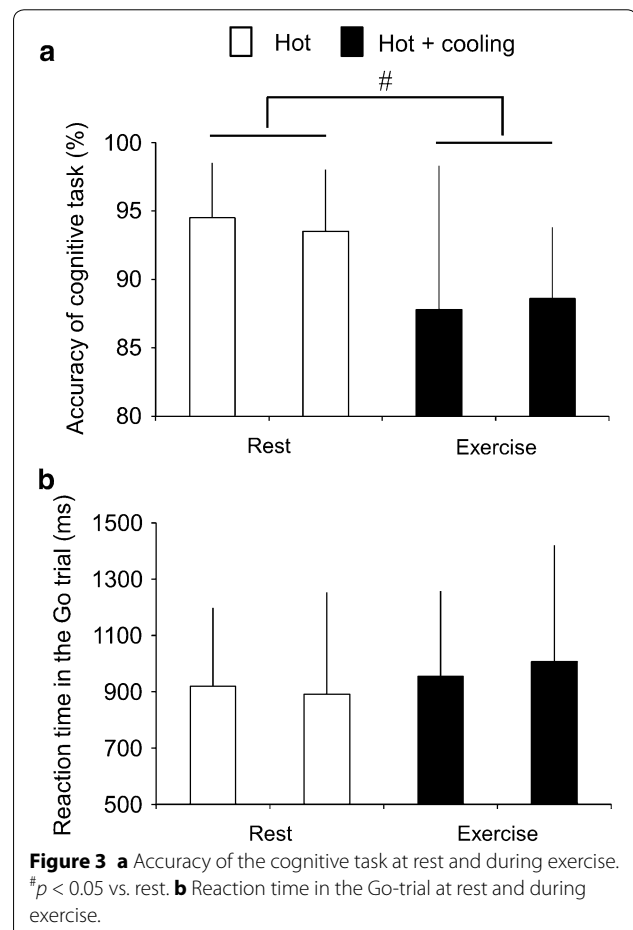 a
Hot
Hot + cooling
#
Accuracy of cognitive task (%)
100
95
90
85
80
Rest
Exercise
b
Reaction time in the Go trial (ms)
1500
1300
1100
900
700
500
Rest
Exercise
Figure 3 a Accuracy of the cognitive task at rest and during exercise.
#p < 0.05 vs. rest. b Reaction time in the Go-trial at rest and during
exercise.